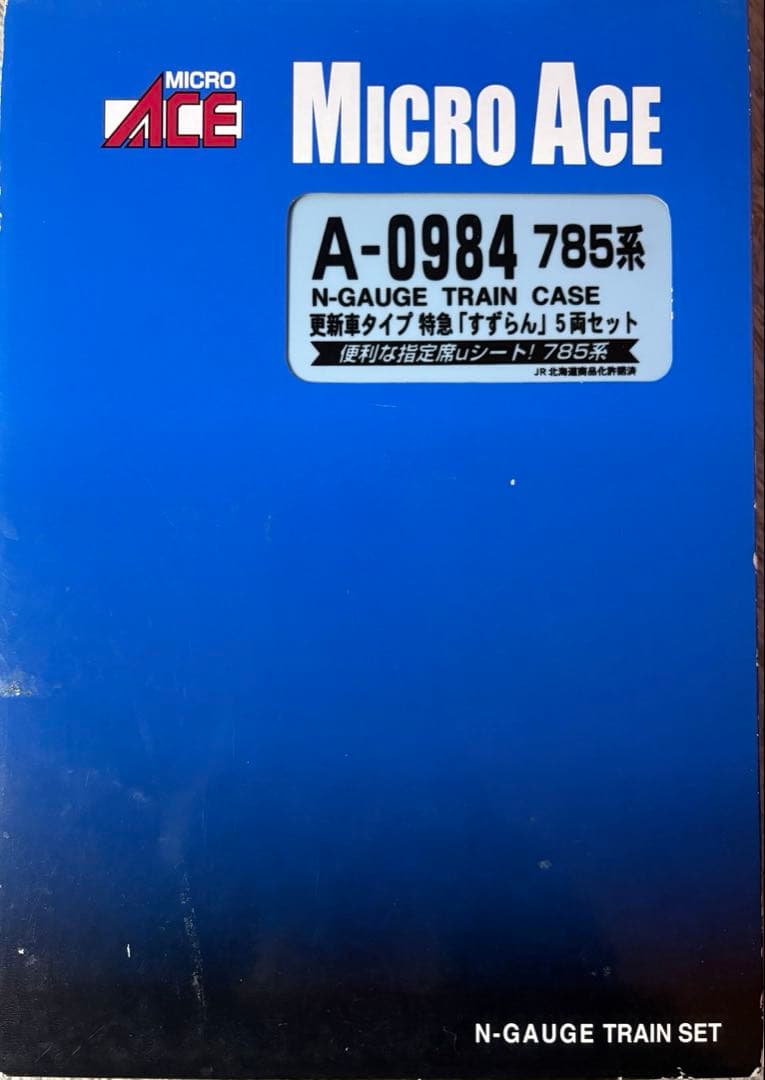 MICRO
ACE
MICRO ACE
A-0984 785系
N-GAUGE TRAIN CASE
更新車タイプ 特急「すずらん」5両セット
便利な指定席uシート! 785系
JR北海道商品化許諾済
N-GAUGE TRAIN SET